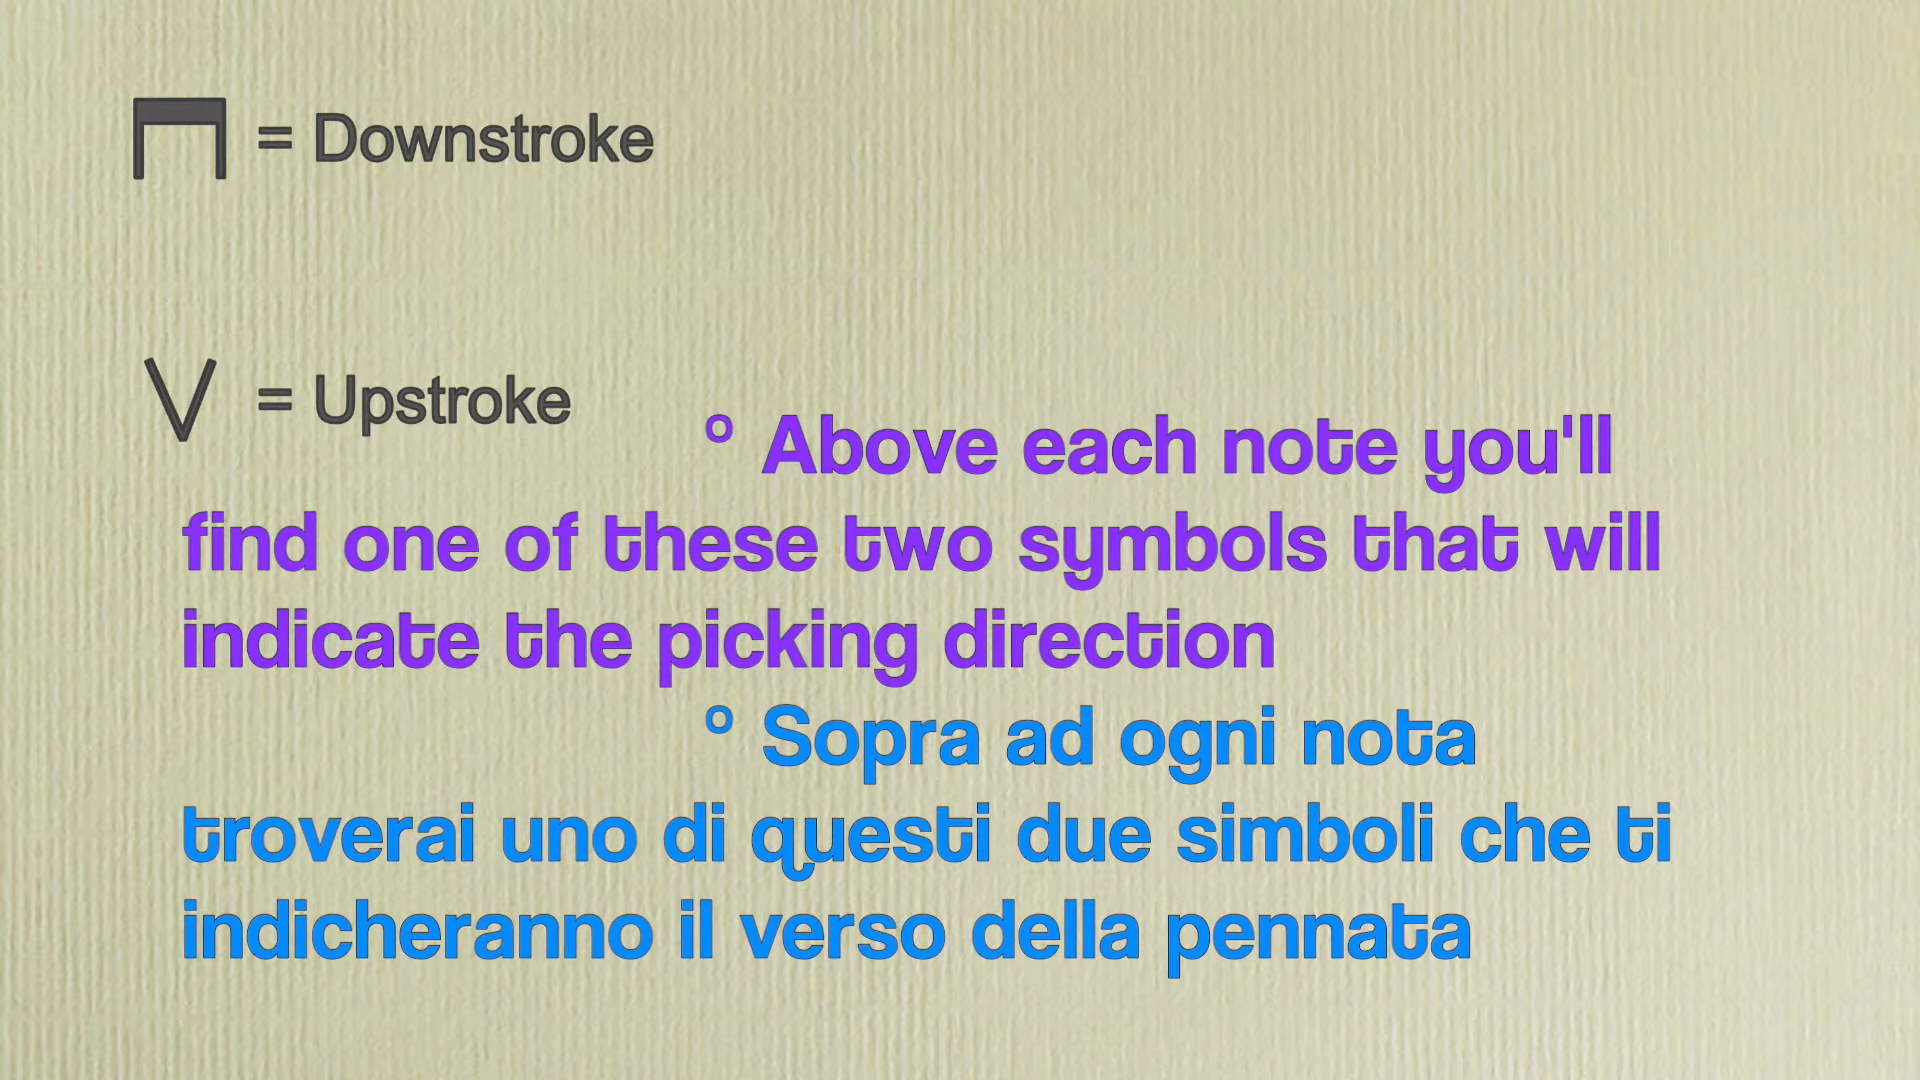 = Downstroke
V = Upstroke
° Above each note you'll
find one of these two symbols that will
indicate the picking direction
° Sopra ad ogni nota
troverai uno di questi due simboli che ti
indicheranno il verso della pennata